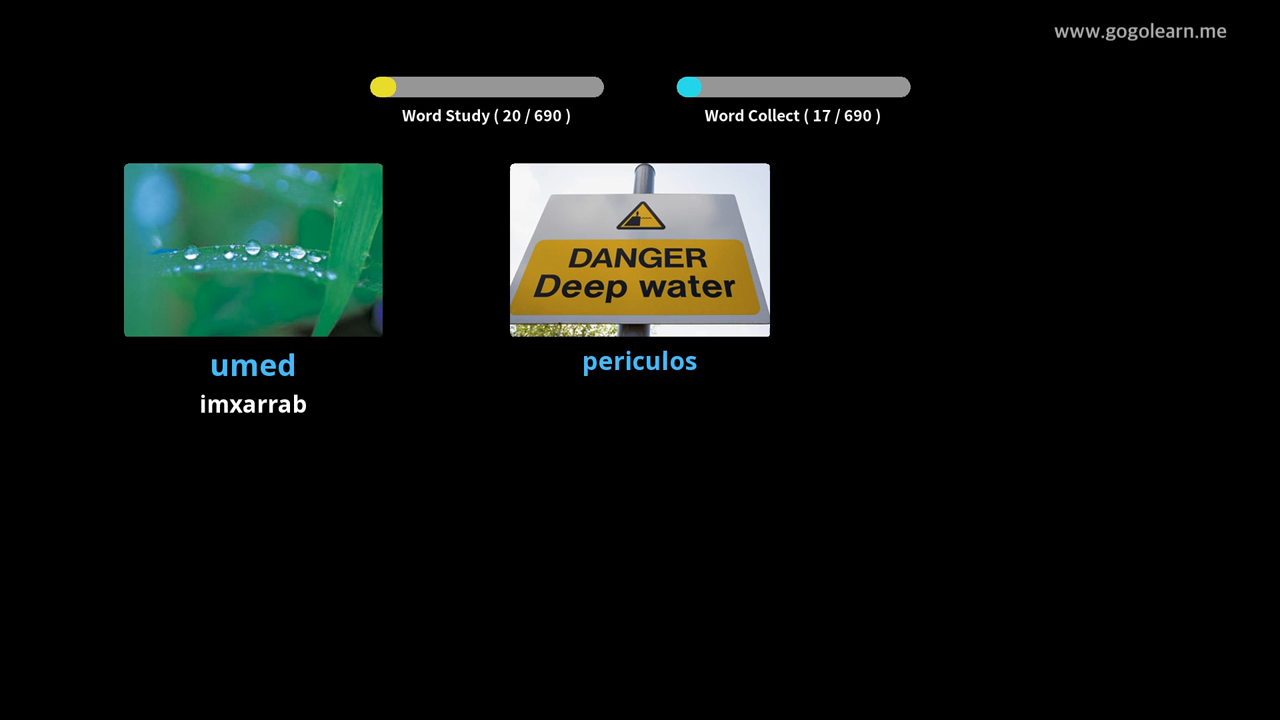 www.gogolearn.me
Word Study ( 20 / 690 )
Word Collect ( 17 / 690 )
DANGER
Deep water
umed
imxarrab
periculos